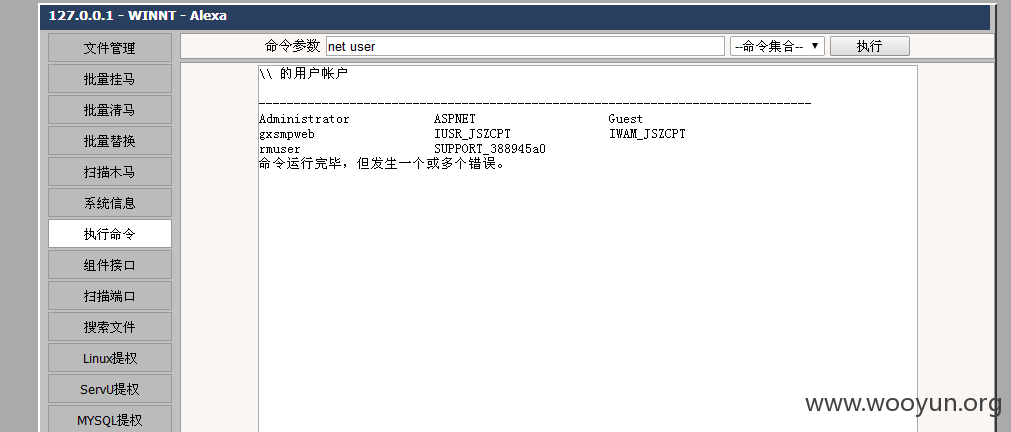 127.0.0.1 - WINNT - Alexa
文件管理
批量挂马
批量清马
批量替换
扫描木马
系统信息
执行命令
组件接口
扫描端口
搜索文件
Linux提权
ServU提权
MYSQL提权
命令参数 net user --命令集合-- 执行
\\ 的用户帐户
-------------------------------------------------------------------------------
Administrator ASPNET Guest
gxsmpweb IUSR_JSZCPT IWAM_JSZCPT
rmuser SUPPORT_388945a0
命令运行完毕，但发生一个或多个错误。
www.wooyun.org